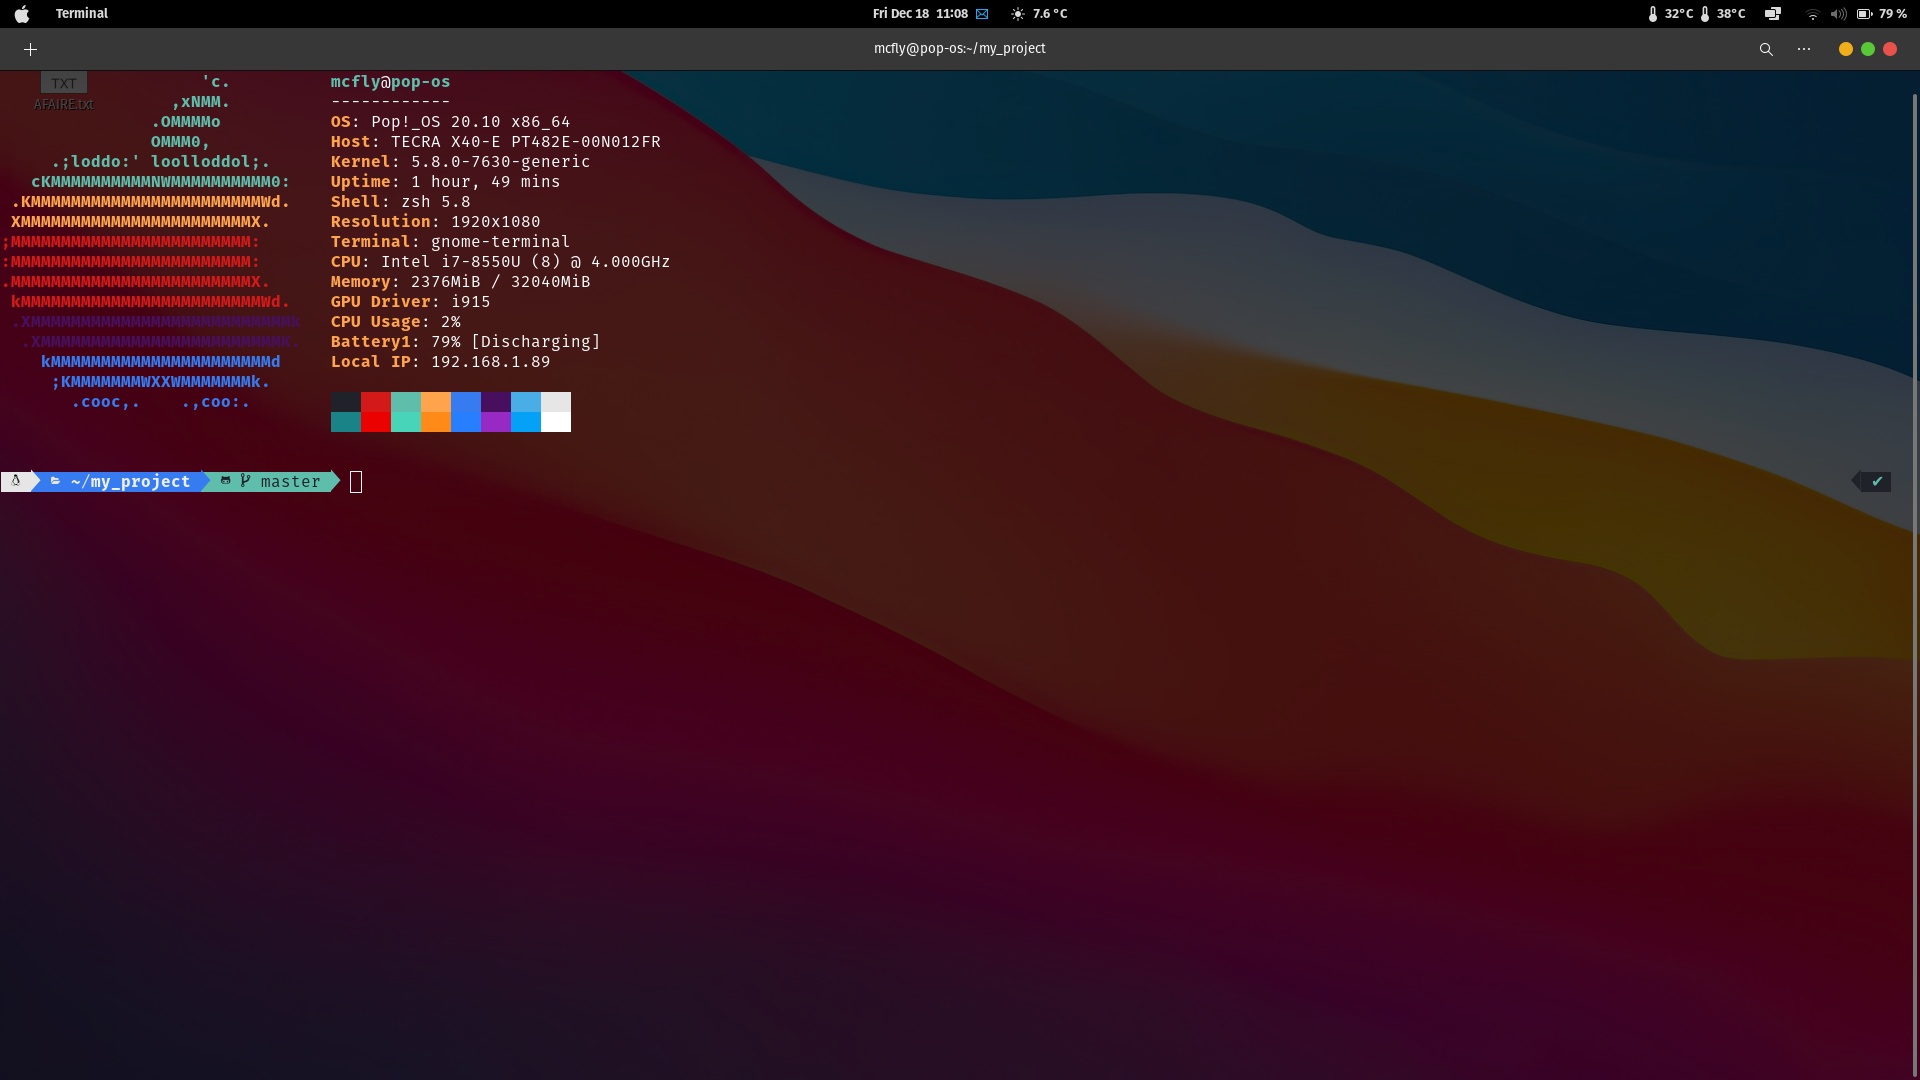 Terminal
Fri Dec 18 11:08
7.6 °C
32°C
38°C
79 %
mcfly@pop-os:~/my_project
TXT
AFAIRE.txt
'c.
,xNMM.
.OMMMMo
OMMM0,
.;loddo:' loolloddol;.
cKMMMMMMMMMMNWMMMMMMMMMM0:
.KMMMMMMMMMMMMMMMMMMMMMMMWd.
XMMMMMMMMMMMMMMMMMMMMMMMX.
;MMMMMMMMMMMMMMMMMMMMMMMM:
:MMMMMMMMMMMMMMMMMMMMMMMM:
.MMMMMMMMMMMMMMMMMMMMMMMMX.
kMMMMMMMMMMMMMMMMMMMMMMMMWd.
.XMMMMMMMMMMMMMMMMMMMMMMMMMMk
.XMMMMMMMMMMMMMMMMMMMMMMMMK.
kMMMMMMMMMMMMMMMMMMMMMMd
;KMMMMMMMWXXWMMMMMMMk.
.cooc,. .,coo:.
mcfly@pop-os
------------
OS: Pop!_OS 20.10 x86_64
Host: TECRA X40-E PT482E-00N012FR
Kernel: 5.8.0-7630-generic
Uptime: 1 hour, 49 mins
Shell: zsh 5.8
Resolution: 1920x1080
Terminal: gnome-terminal
CPU: Intel i7-8550U (8) @ 4.000GHz
Memory: 2376MiB / 32040MiB
GPU Driver: i915
CPU Usage: 2%
Battery1: 79% [Discharging]
Local IP: 192.168.1.89
~/my_project master ✔